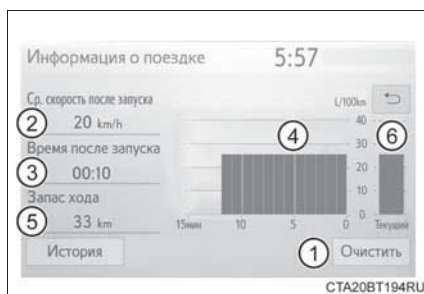 Информация о поездке 5:57
Ср. скорость после запуска
L/100km
2
20 km/h
Время после запуска
3
00:10
Запас хода
5
33 km
4
6
40
30
20
10
0
15мин 10 5 0 Текущий
История
1
Очистить
CTA20BT194RU